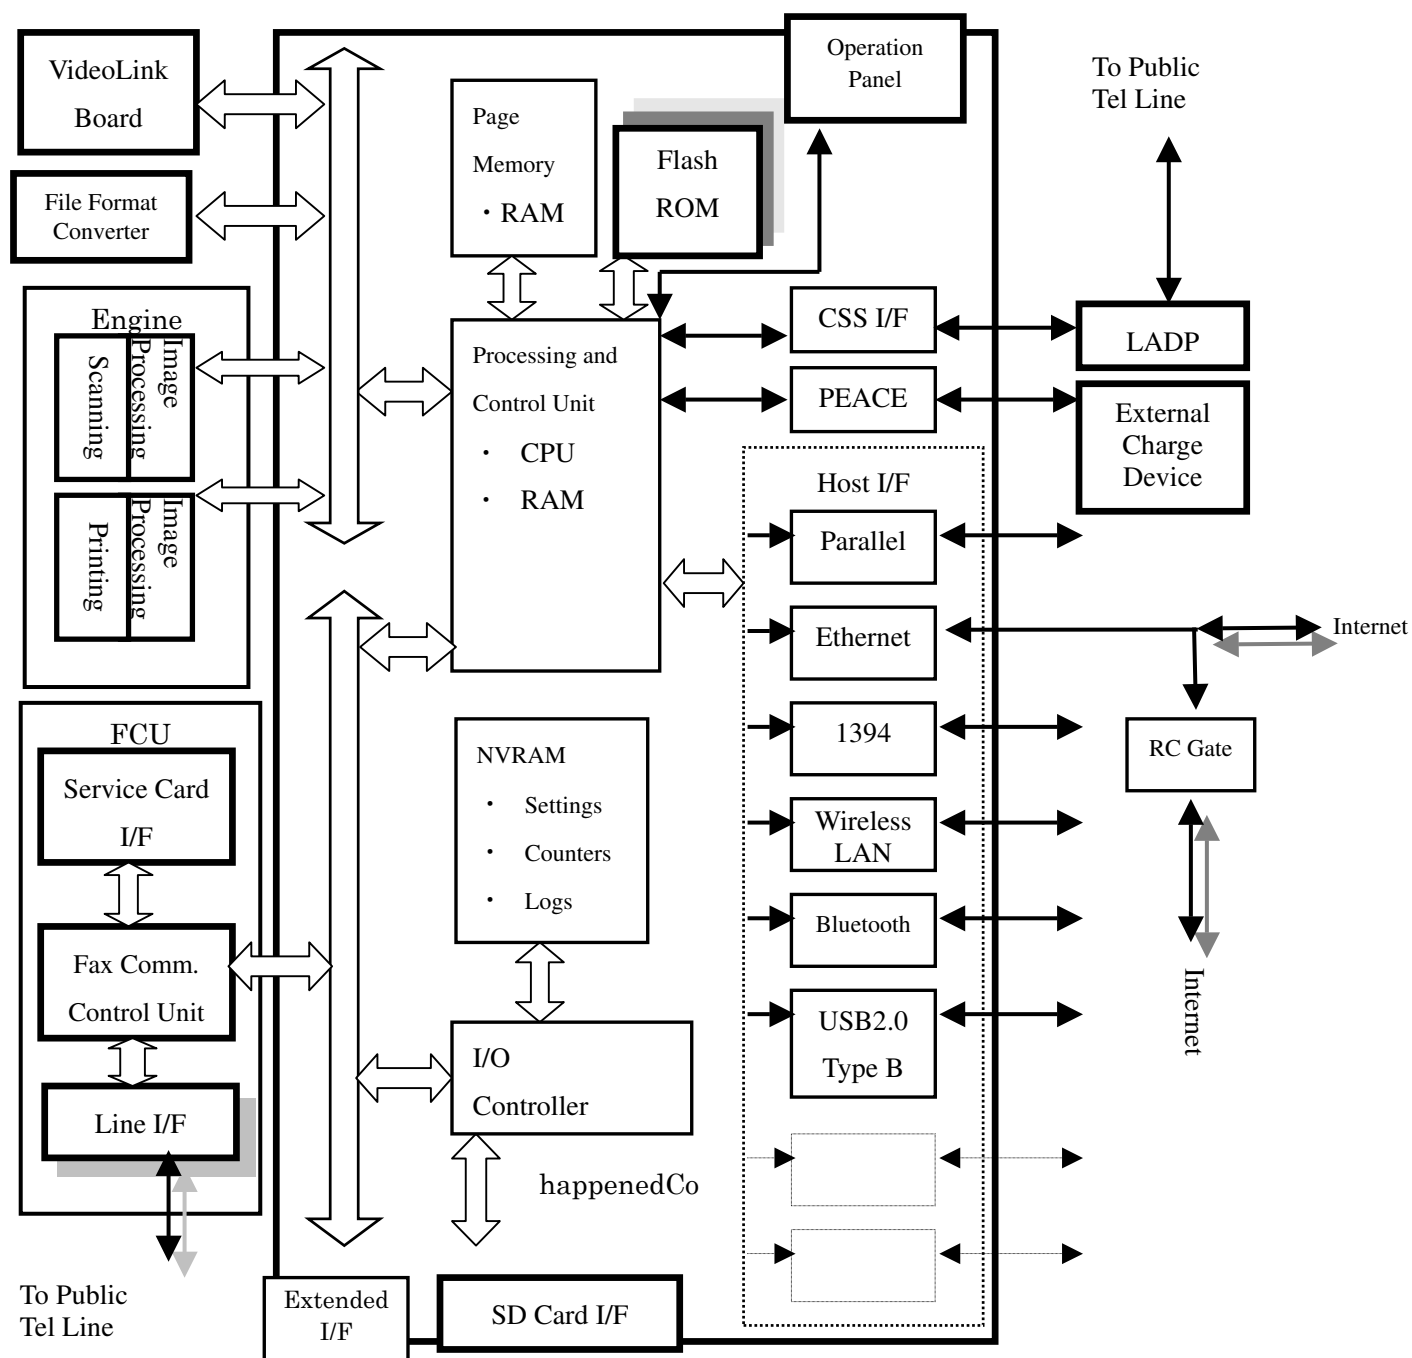 VideoLink
Board
File Format
Converter
Engine
Scanning
Image
Processing
Printing
Image
Processing
FCU
Service Card
I/F
Fax Comm.
Control Unit
Line I/F
To Public
Tel Line
Page
Memory
・RAM
Flash
ROM
Operation
Panel
Processing and
Control Unit
・ CPU
・ RAM
NVRAM
・ Settings
・ Counters
・ Logs
I/O
Controller
happenedCo
Extended
I/F
SD Card I/F
CSS I/F
PEACE
Host I/F
Parallel
Ethernet
1394
Wireless
LAN
Bluetooth
USB2.0
Type B
To Public
Tel Line
LADP
External
Charge
Device
Internet
RC Gate
Internet